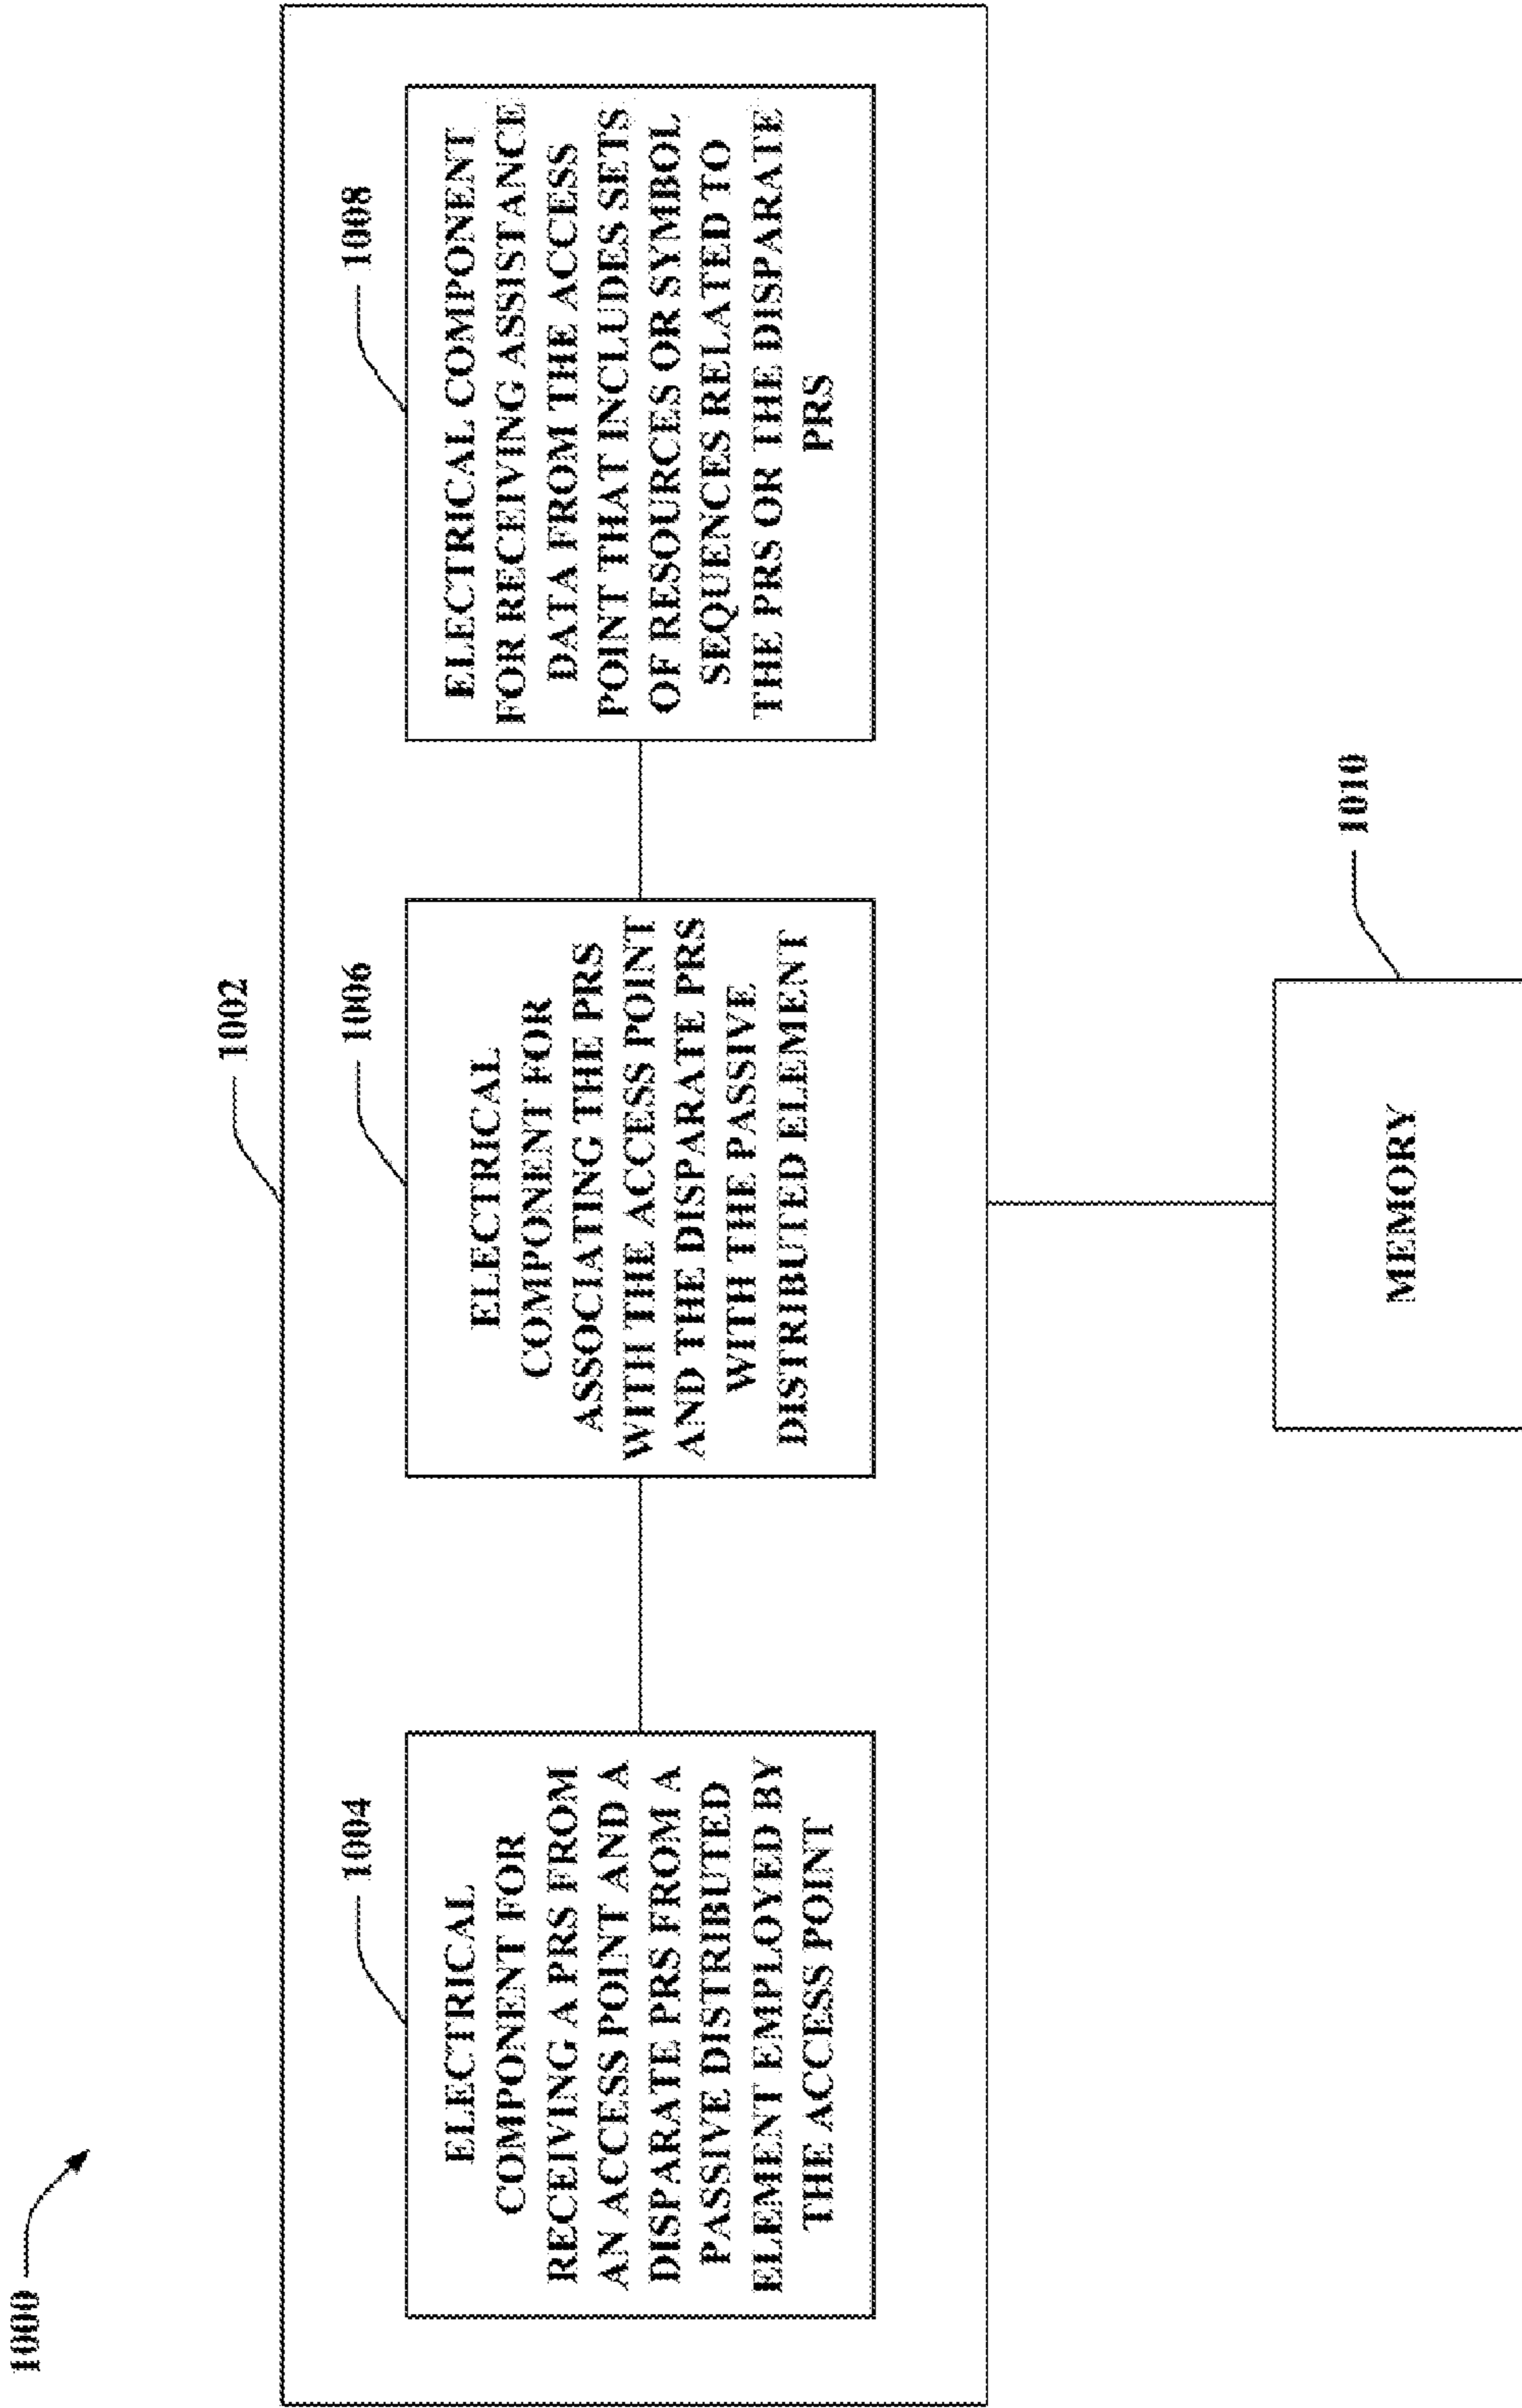 1000
1002
1004
ELECTRICAL
COMPONENT FOR
RECEIVING A PRS FROM
AN ACCESS POINT AND A
DISPARATE PRS FROM A
PASSIVE DISTRIBUTED
ELEMENT EMPLOYED BY
THE ACCESS POINT
1006
ELECTRICAL
COMPONENT FOR
ASSOCIATING THE PRS
WITH THE ACCESS POINT
AND THE DISPARATE PRS
WITH THE PASSIVE
DISTRIBUTED ELEMENT
1008
ELECTRICAL COMPONENT
FOR RECEIVING ASSISTANCE
DATA FROM THE ACCESS
POINT THAT INCLUDES SETS
OF RESOURCES OR SYMBOL
SEQUENCES RELATED TO
THE PRS OR THE DISPARATE
PRS
1010
MEMORY